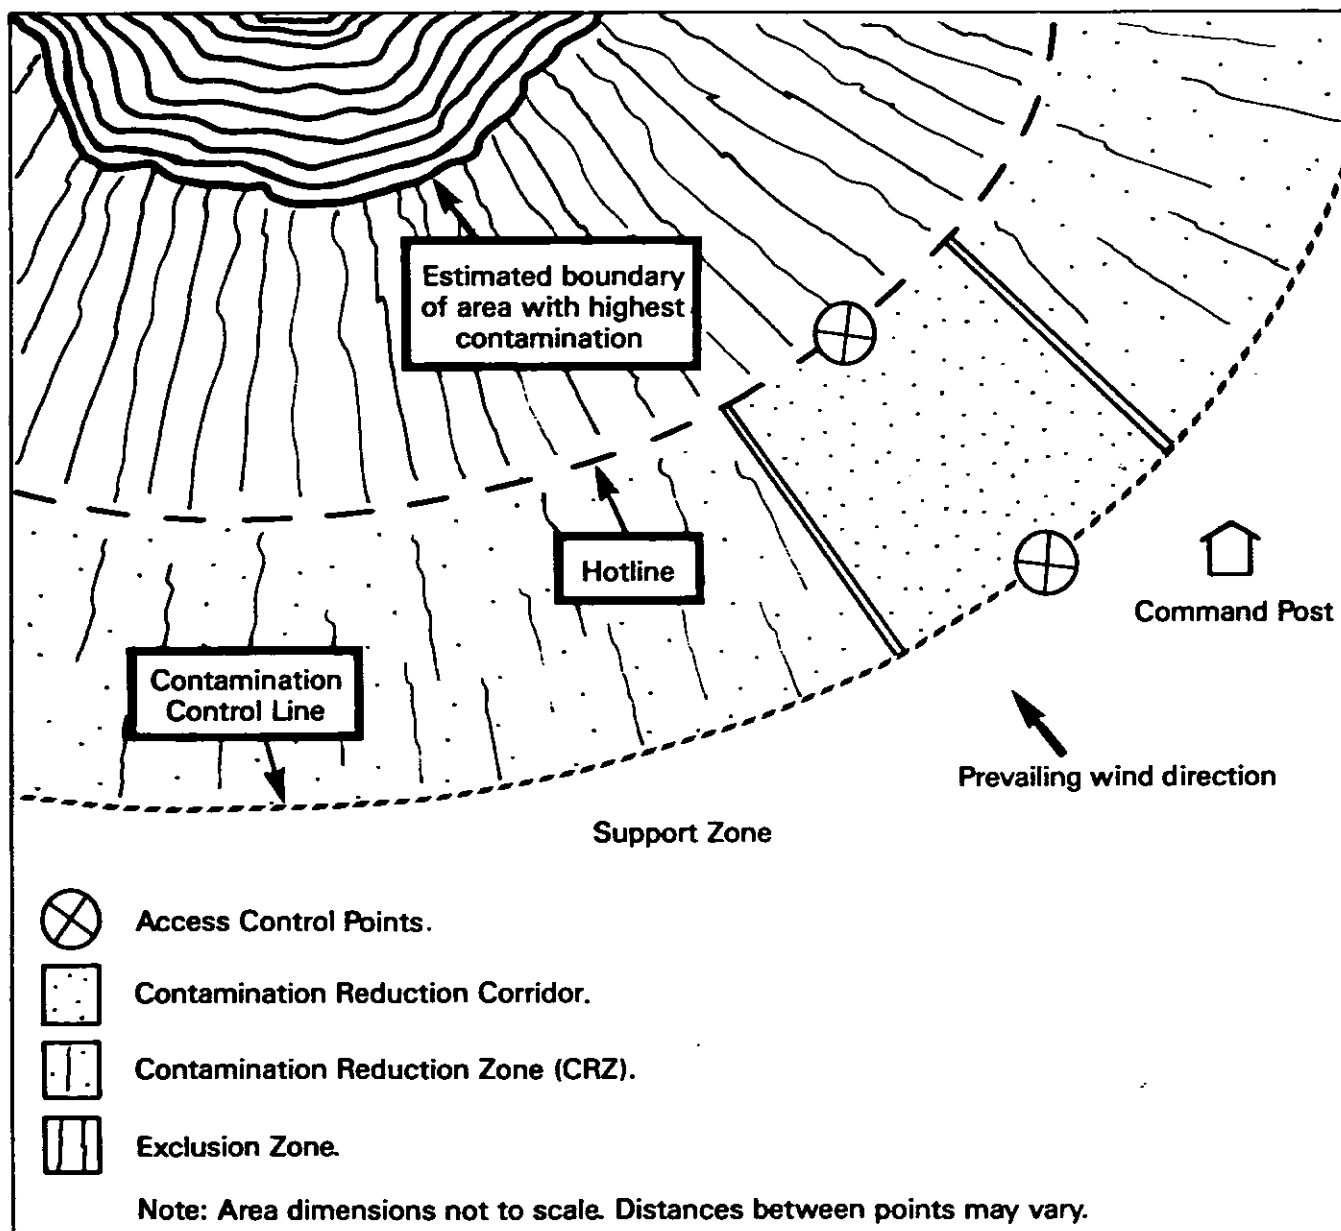 Estimated boundary
of area with highest
contamination
Hotline
Command Post
Contamination
Control Line
Prevailing wind direction
Support Zone
Access Control Points.
Contamination Reduction Corridor.
Contamination Reduction Zone (CRZ).
Exclusion Zone.
Note: Area dimensions not to scale. Distances between points may vary.